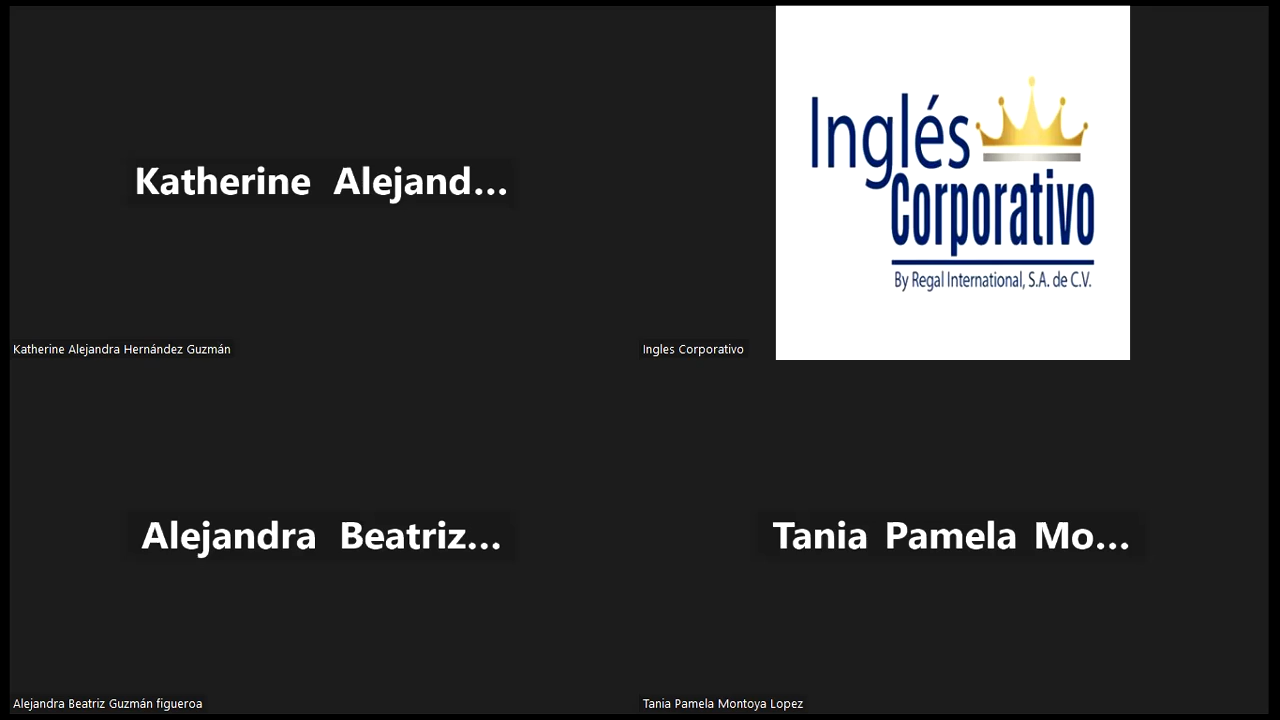 Katherine Alejand...
Katherine Alejandra Hernández Guzmán
Inglés
Corporativo
By Regal International, S.A. de C.V.
Ingles Corporativo
Alejandra Beatriz...
Alejandra Beatriz Guzmán figueroa
Tania Pamela Mo...
Tania Pamela Montoya Lopez